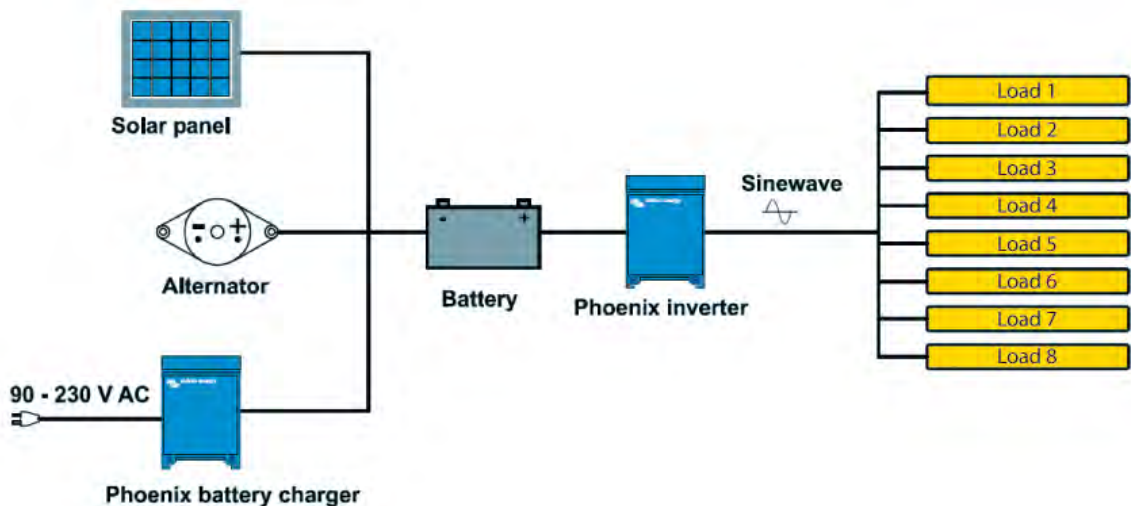 Solar panel
Alternator
90 - 230 V AC
Phoenix battery charger
Battery
Phoenix inverter
Sinewave
Load 1
Load 2
Load 3
Load 4
Load 5
Load 6
Load 7
Load 8